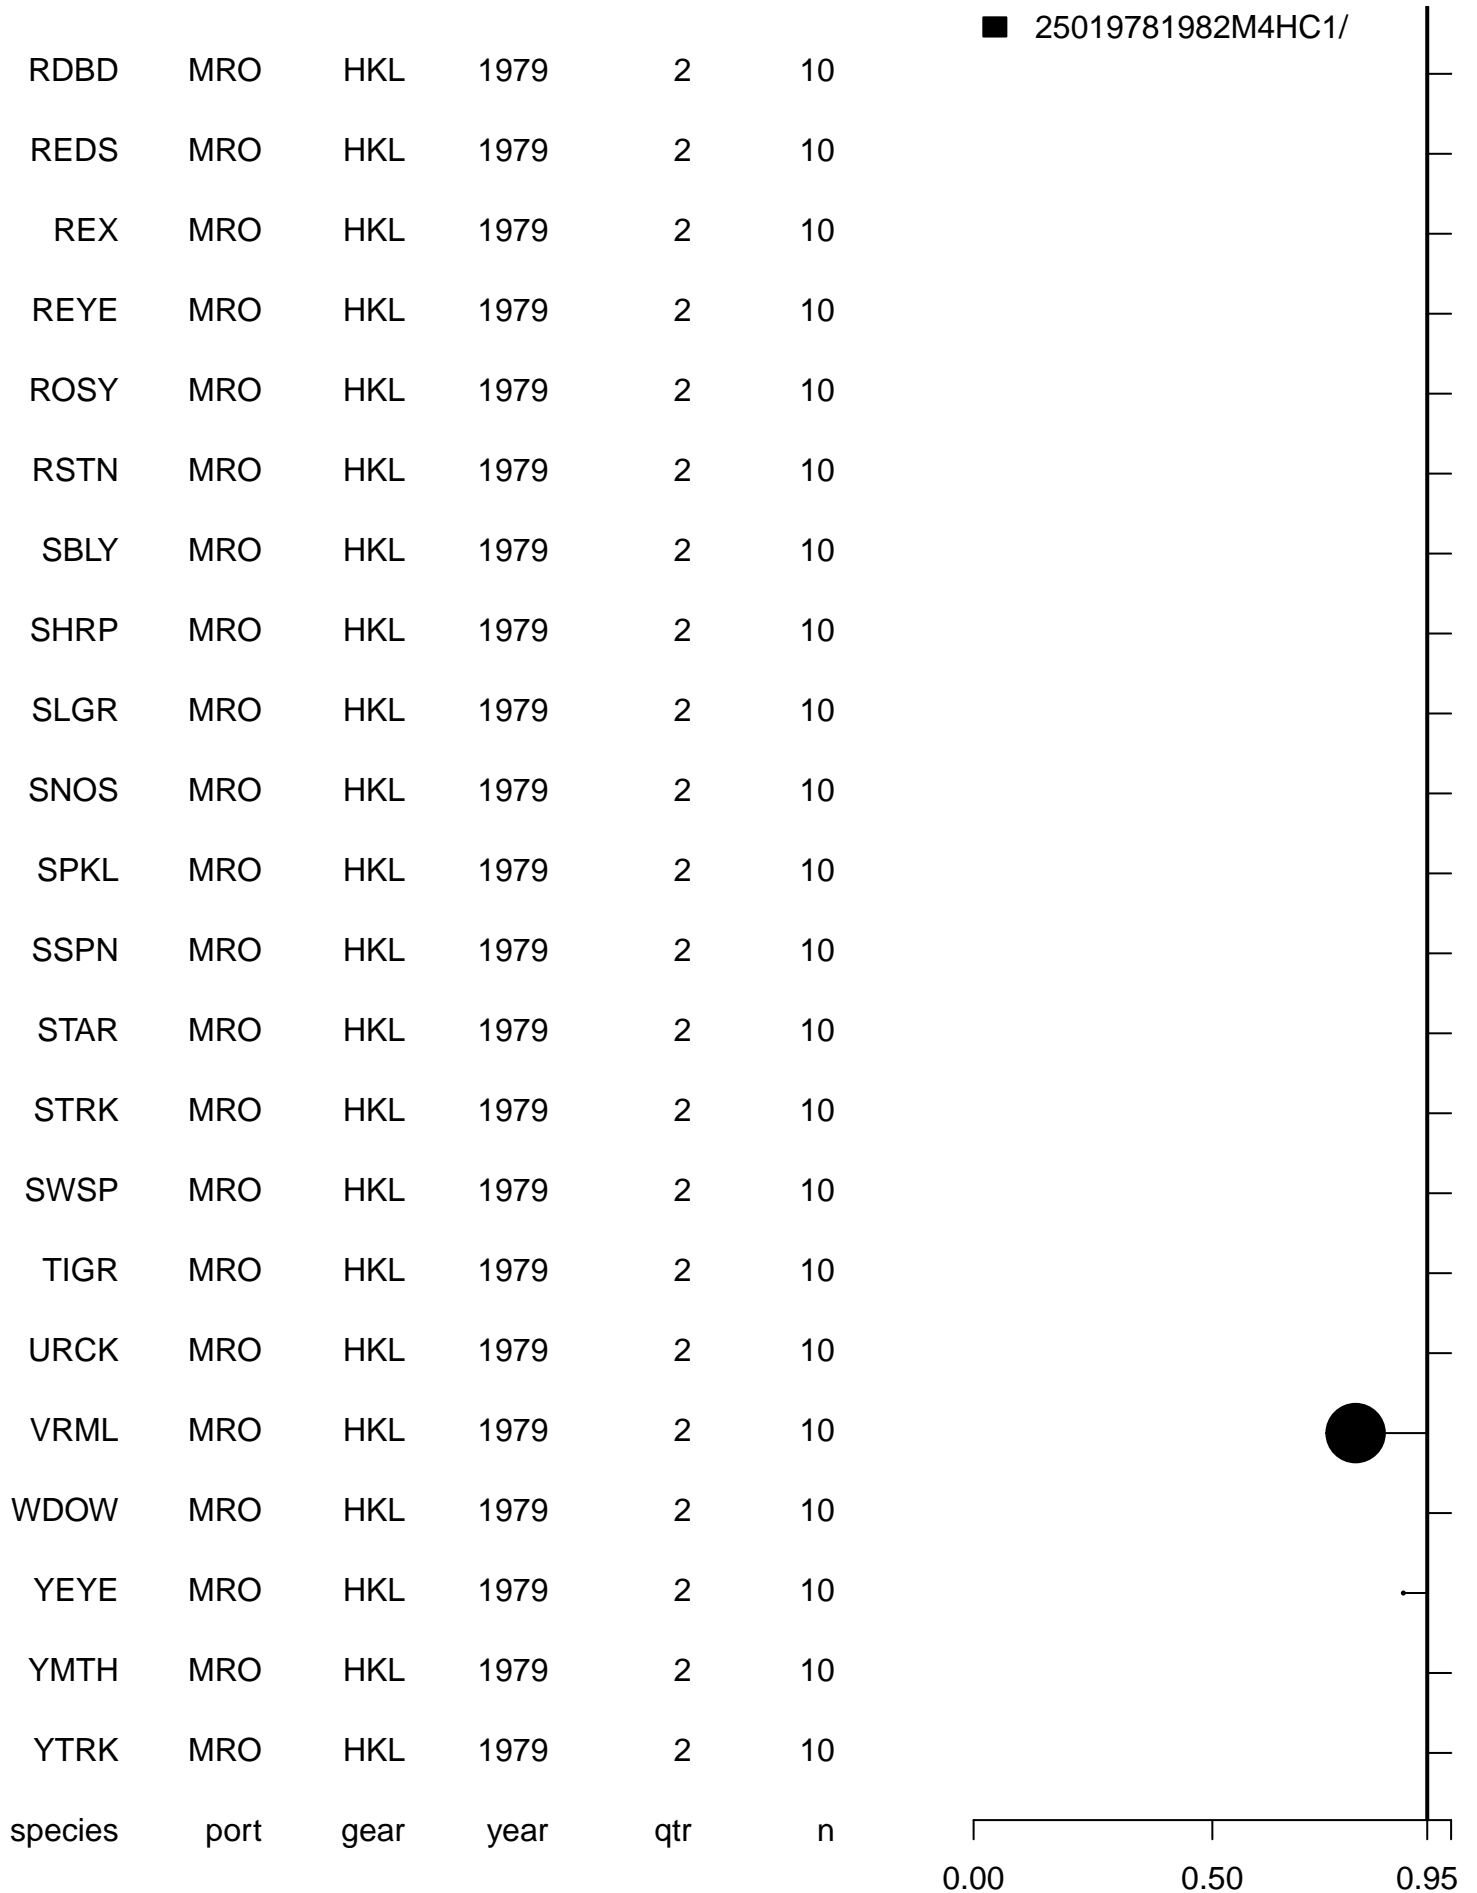 25019781982M4HC1/
RDBD MRO HKL 1979 2 10
REDS MRO HKL 1979 2 10
REX MRO HKL 1979 2 10
REYE MRO HKL 1979 2 10
ROSY MRO HKL 1979 2 10
RSTN MRO HKL 1979 2 10
SBLY MRO HKL 1979 2 10
SHRP MRO HKL 1979 2 10
SLGR MRO HKL 1979 2 10
SNOS MRO HKL 1979 2 10
SPKL MRO HKL 1979 2 10
SSPN MRO HKL 1979 2 10
STAR MRO HKL 1979 2 10
STRK MRO HKL 1979 2 10
SWSP MRO HKL 1979 2 10
TIGR MRO HKL 1979 2 10
URCK MRO HKL 1979 2 10
VRML MRO HKL 1979 2 10
WDOW MRO HKL 1979 2 10
YEYE MRO HKL 1979 2 10
YMTH MRO HKL 1979 2 10
YTRK MRO HKL 1979 2 10
species port gear year qtr n
0.00 0.50 0.95